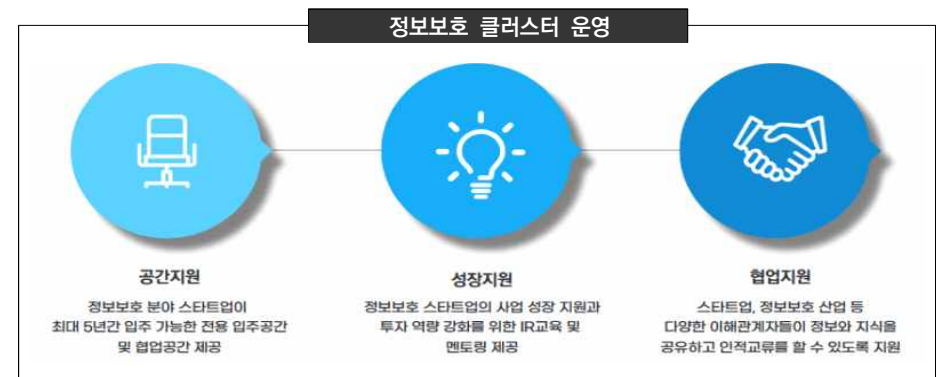 정보보호 클러스터 운영
공간지원
정보보호 분야 스타트업이
최대 5년간 입주 가능한 전용 입주공간
및 협업공간 제공
성장지원
정보보호 스타트업의 사업 성장 지원과
투자 역량 강화를 위한 IR교육 및
멘토링 제공
협업지원
스타트업, 정보보호 산업 등
다양한 이해관계자들이 정보와 지식을
공유하고 인적교류를 할 수 있도록 지원